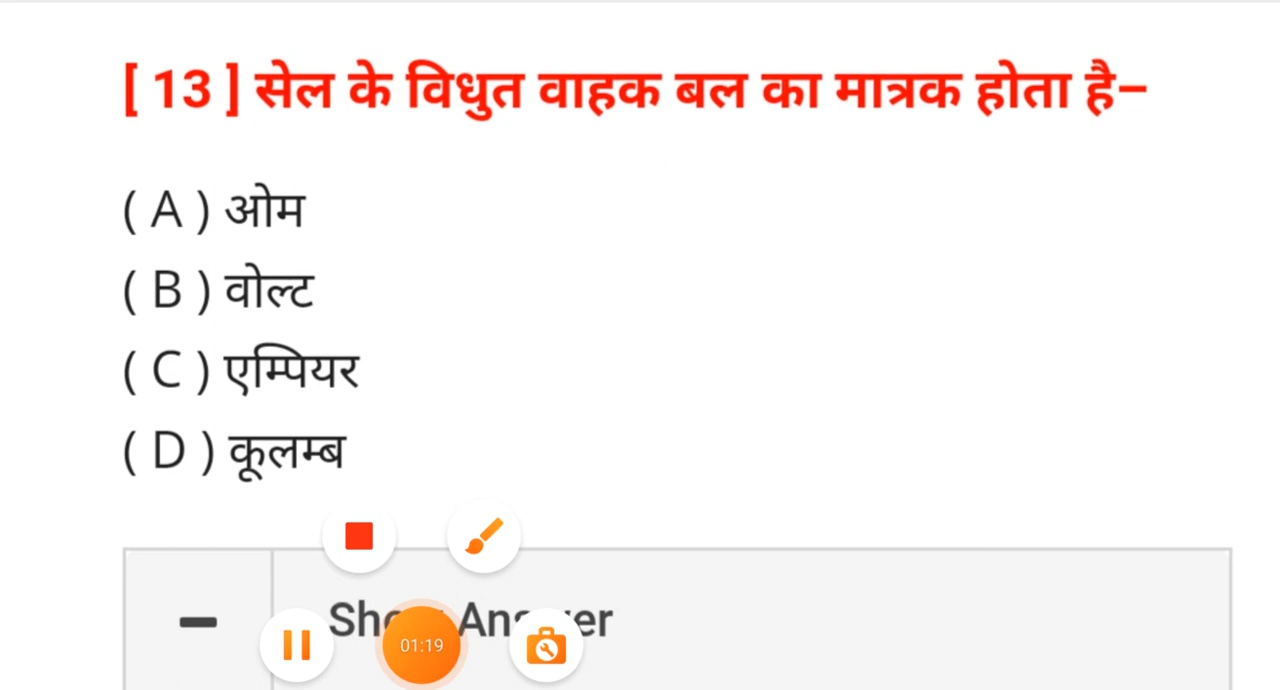 [ 13 ] सेल के विधुत वाहक बल का मात्रक होता है–
( A ) ओम
( B ) वोल्ट
( C ) एम्पियर
( D ) कूलम्ब
01:19